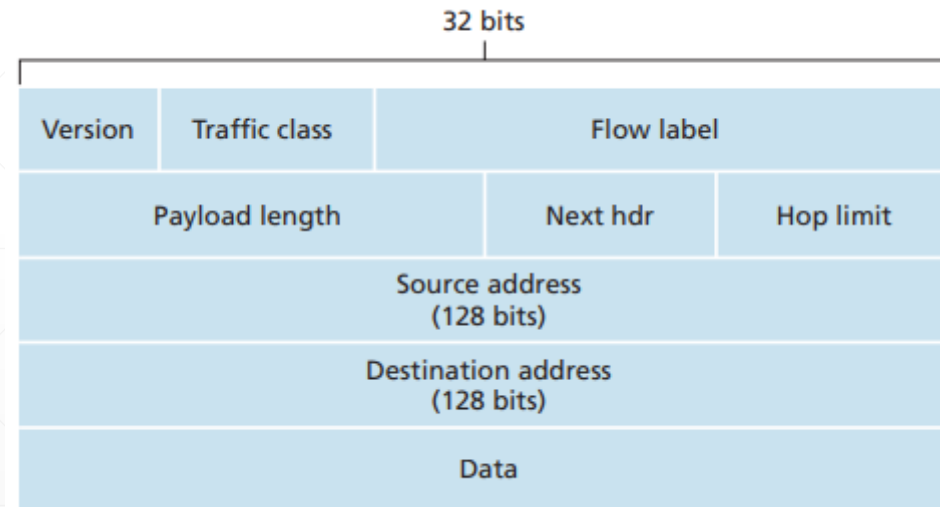 32 bits
Version Traffic class Flow label
Payload length Next hdr Hop limit
Source address
(128 bits)
Destination address
(128 bits)
Data